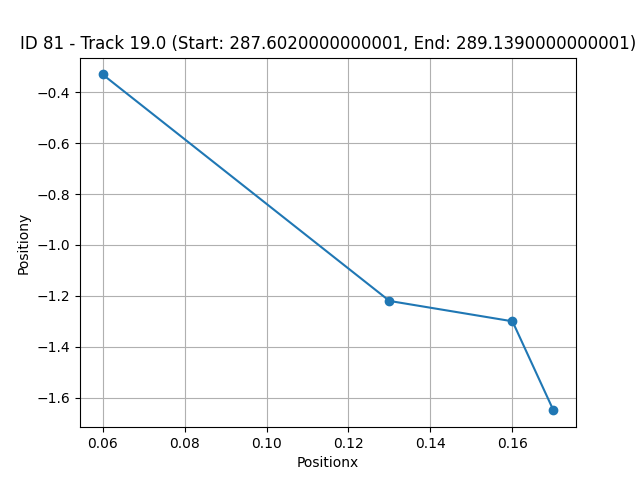 ID 81 - Track 19.0 (Start: 287.6020000000001, End: 289.1390000000001)
−0.4
−0.6
−0.8
−1.0
−1.2
−1.4
−1.6
Positiony
0.06 0.08 0.10 0.12 0.14 0.16
Positionx